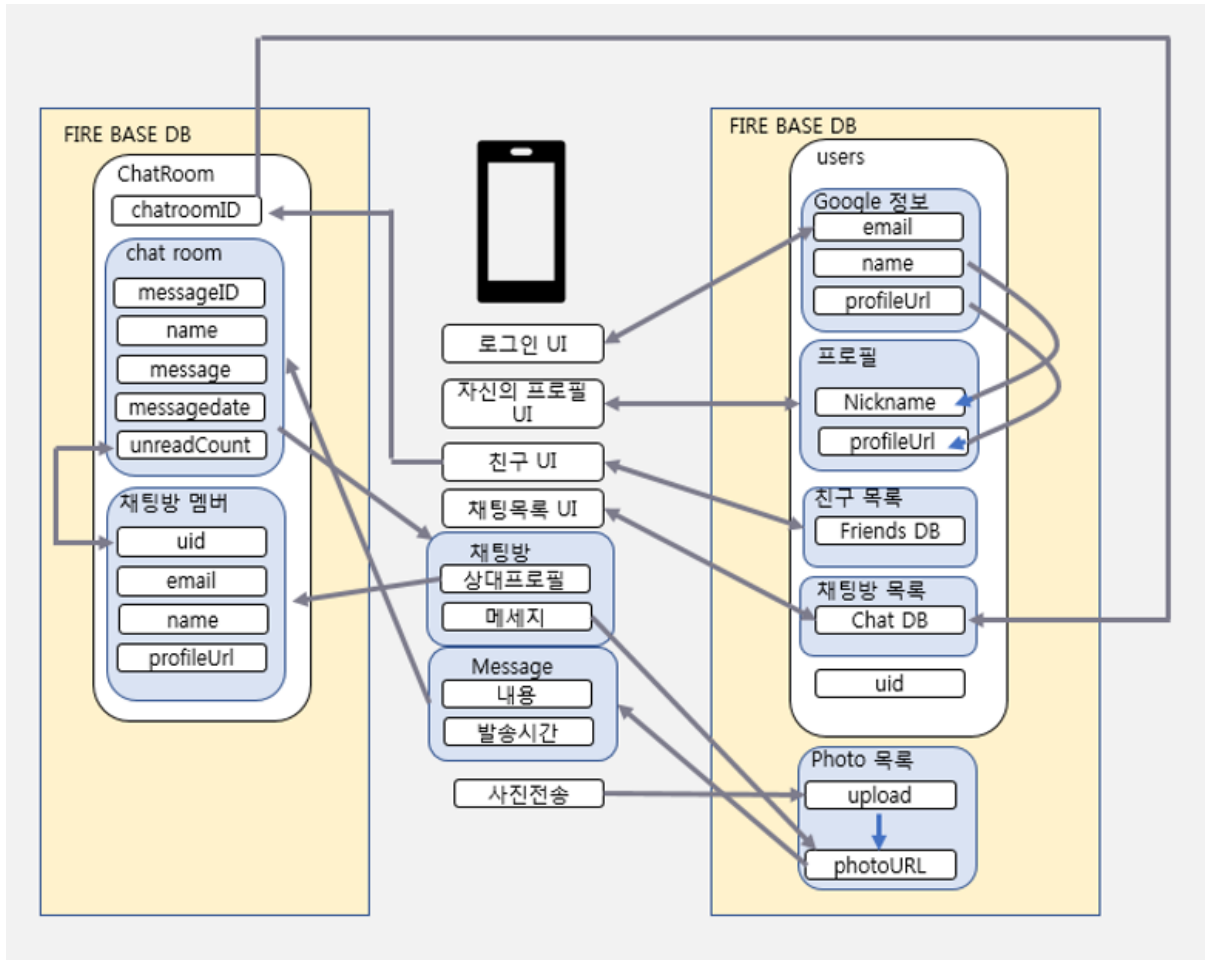 FIRE BASE DB
ChatRoom
chatroomID
chat room
messageID
name
message
messagedate
unreadCount
채팅방 멤버
uid
email
name
profileUrl
로그인 UI
자신의 프로필
UI
친구 UI
채팅목록 UI
채팅방
상대프로필
메세지
Message
내용
발송시간
사진전송
FIRE BASE DB
users
Google 정보
email
name
profileUrl
프로필
Nickname
profileUrl
친구 목록
Friends DB
채팅방 목록
Chat DB
uid
Photo 목록
upload
photoURL